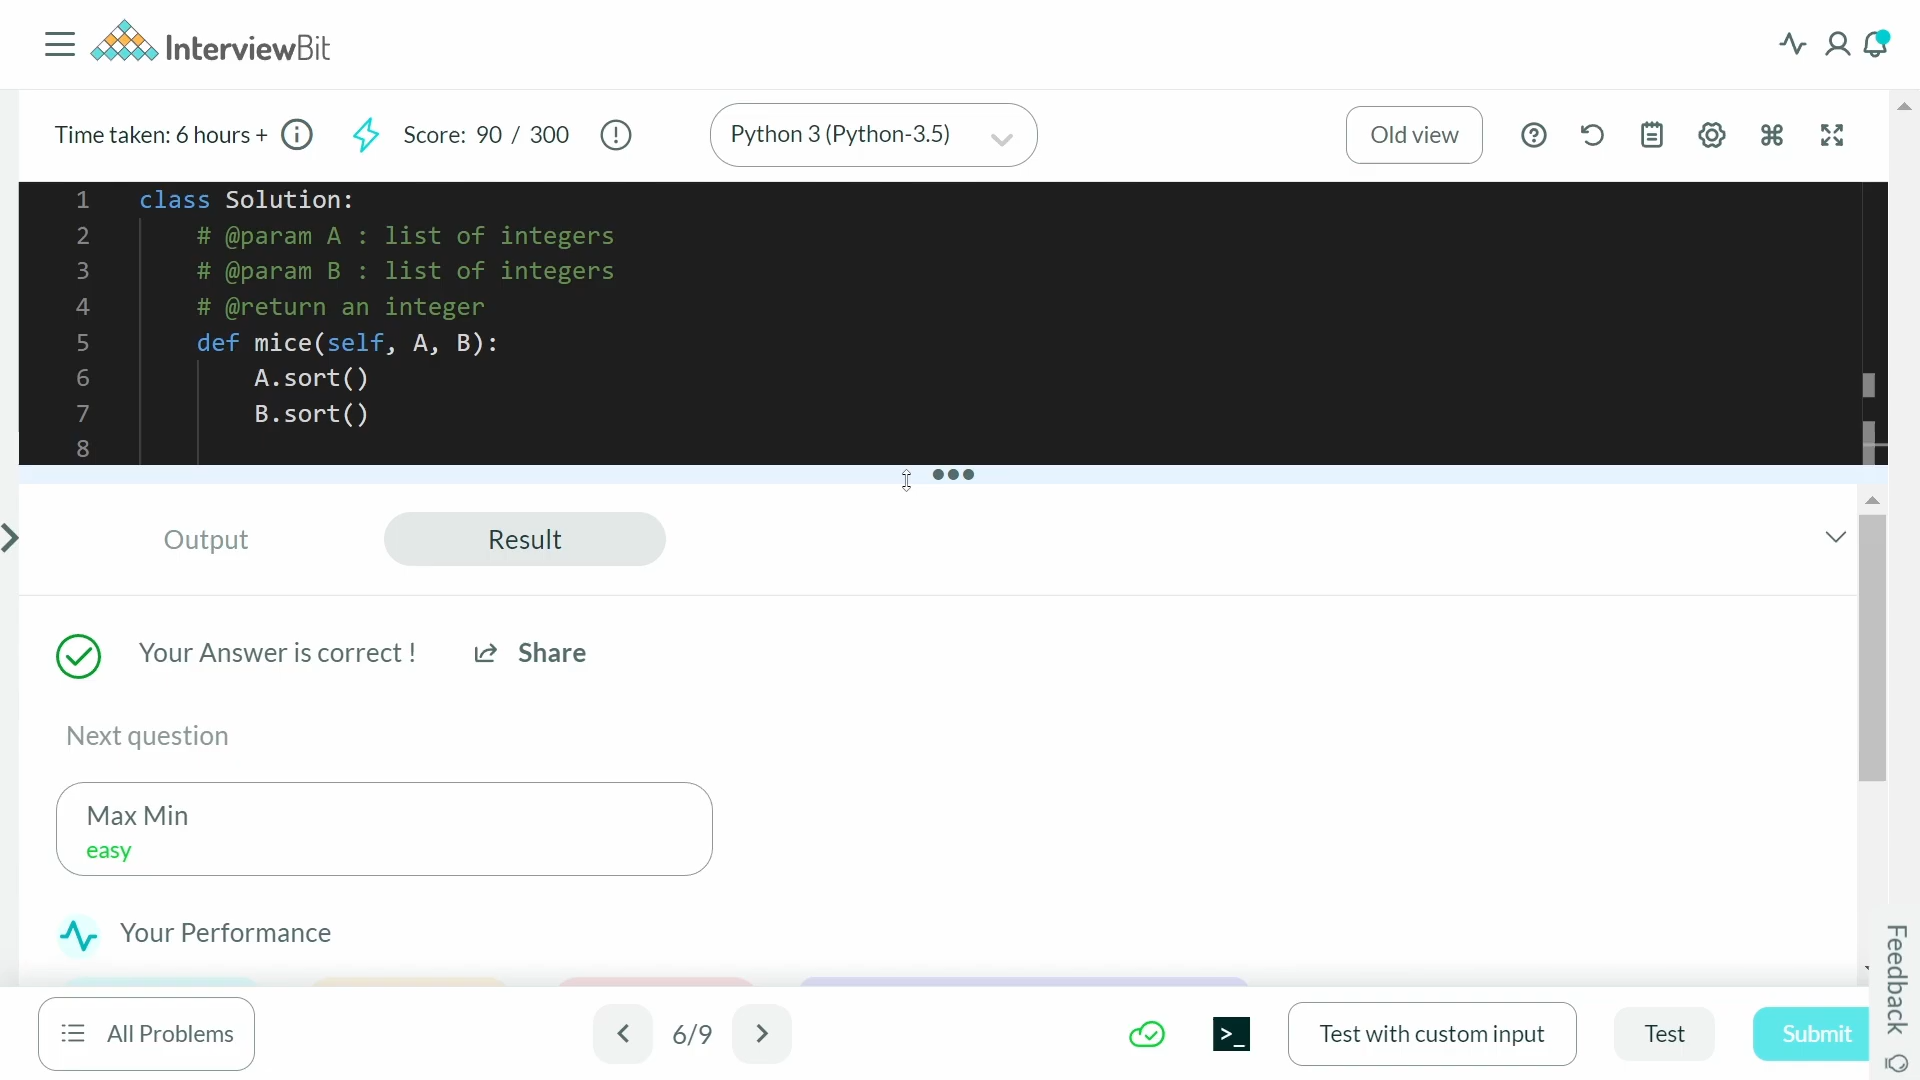 InterviewBit
Time taken: 6 hours +
Score: 90 / 300
Python 3 (Python-3.5)
Old view
1 class Solution:
2 # @param A : list of integers
3 # @param B : list of integers
4 # @return an integer
5 def mice(self, A, B):
6 A.sort()
7 B.sort()
8
Output
Result
Your Answer is correct !
Share
Next question
Max Min
easy
Your Performance
All Problems
6/9
>_
Test with custom input
Test
Submit
Feedback